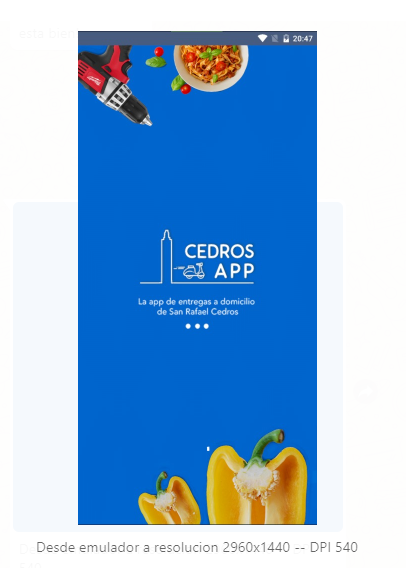 20:47
CEDROS
APP
La app de entregas a domicilio
de San Rafael Cedros
Desde emulador a resolucion 2960x1440 -- DPI 540